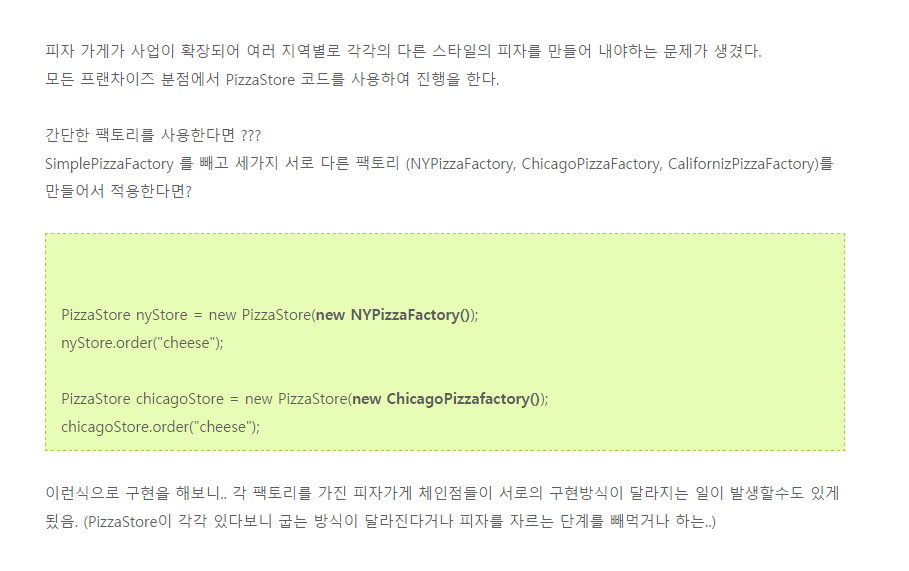 피자 가게가 사업이 확장되어 여러 지역별로 각각의 다른 스타일의 피자를 만들어 내야하는 문제가 생겼다.
모든 프랜차이즈 분점에서 PizzaStore 코드를 사용하여 진행을 한다.
간단한 팩토리를 사용한다면 ???
SimplePizzaFactory 를 빼고 세가지 서로 다른 팩토리 (NYPizzaFactory, ChicagoPizzaFactory, CalifornizPizzaFactory)를
만들어서 적용한다면?
PizzaStore nyStore = new PizzaStore(new NYPizzaFactory());
nyStore.order("cheese");
PizzaStore chicagoStore = new PizzaStore(new ChicagoPizzafactory());
chicagoStore.order("cheese");
이런식으로 구현을 해보니.. 각 팩토리를 가진 피자가게 체인점들이 서로의 구현방식이 달라지는 일이 발생할수도 있게
됬음. (PizzaStore이 각각 있다보니 굽는 방식이 달라진다거나 피자를 자르는 단계를 빼먹거나 하는..)